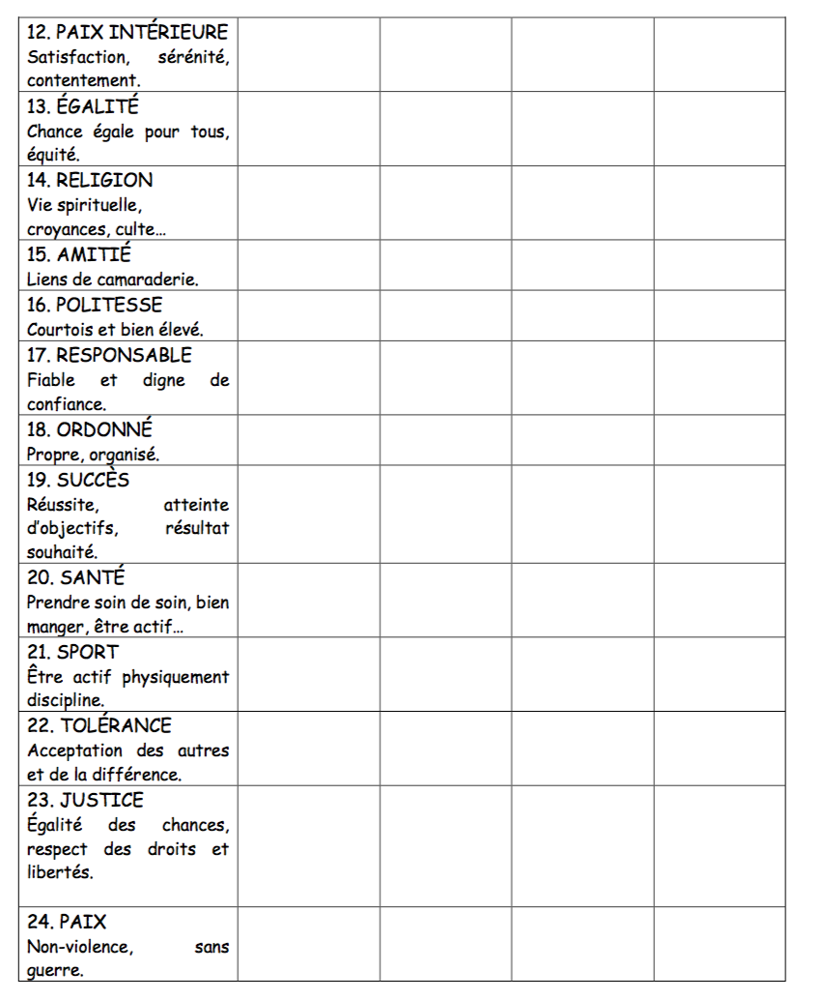 12. PAIX INTÉRIEURE
Satisfaction, sérénité,
contentement.
13. ÉGALITÉ
Chance égale pour tous,
équité.
14. RELIGION
Vie spirituelle,
croyances, culte…
15. AMITIÉ
Liens de camaraderie.
16. POLITESSE
Courtois et bien élevé.
17. RESPONSABLE
Fiable et digne de
confiance.
18. ORDONNÉ
Propre, organisé.
19. SUCCÈS
Réussite, atteinte
d'objectifs, résultat
souhaité.
20. SANTÉ
Prendre soin de soin, bien
manger, être actif…
21. SPORT
Être actif physiquement
discipline.
22. TOLÉRANCE
Acceptation des autres
et de la différence.
23. JUSTICE
Égalité des chances,
respect des droits et
libertés.
24. PAIX
Non-violence, sans
guerre.